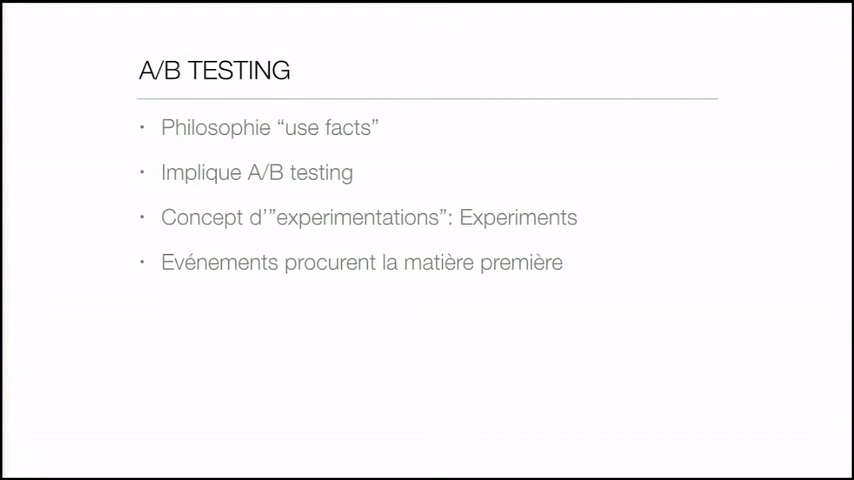 A/B TESTING
• Philosophie “use facts”
• Implique A/B testing
• Concept d’”experimentations”: Experiments
• Evénements procurent la matière première